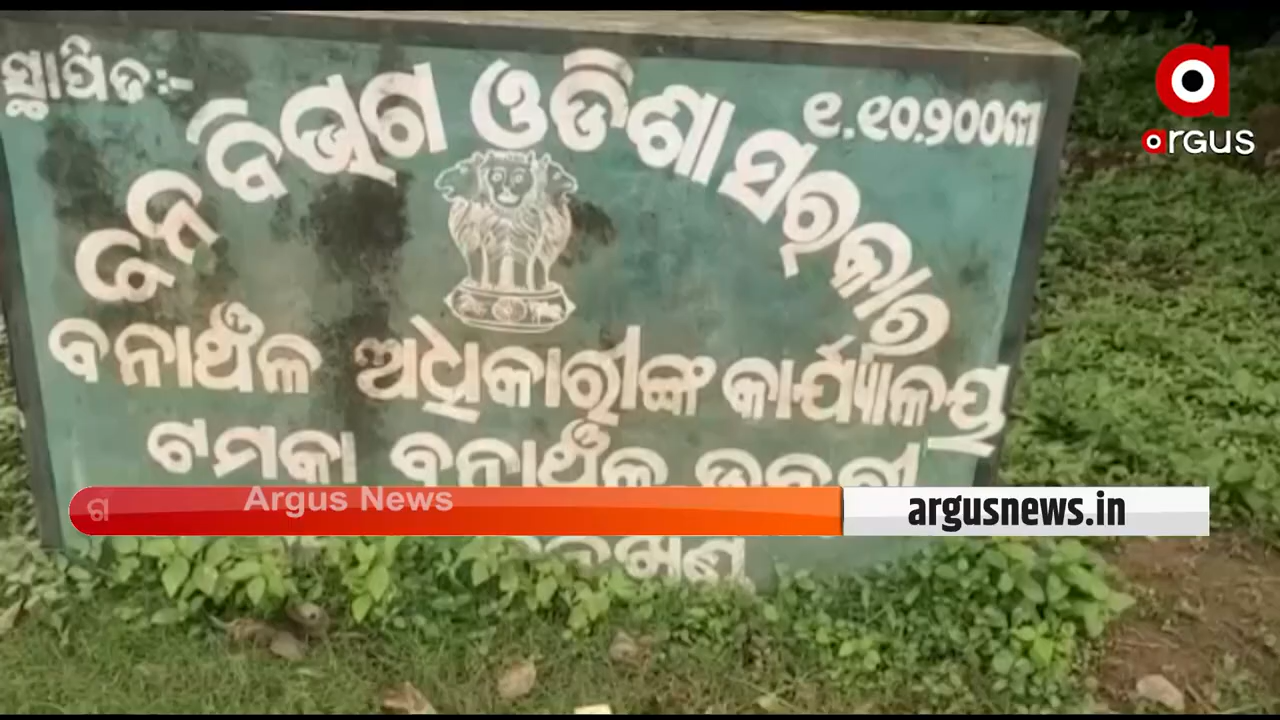 ସ୍ଥାପିତ:-
୧.୧୦.୨୦୦୩
ବନ ବିଭାଗ ଓଡିଶା ସରକାର
ବନାଞ୍ଚଳ ଅଧିକାରୀଙ୍କ କାର୍ଯ୍ୟାଳୟ
ଟମକା ବନାଞ୍ଚଳ
argus
ଗ
Argus News
argusnews.in